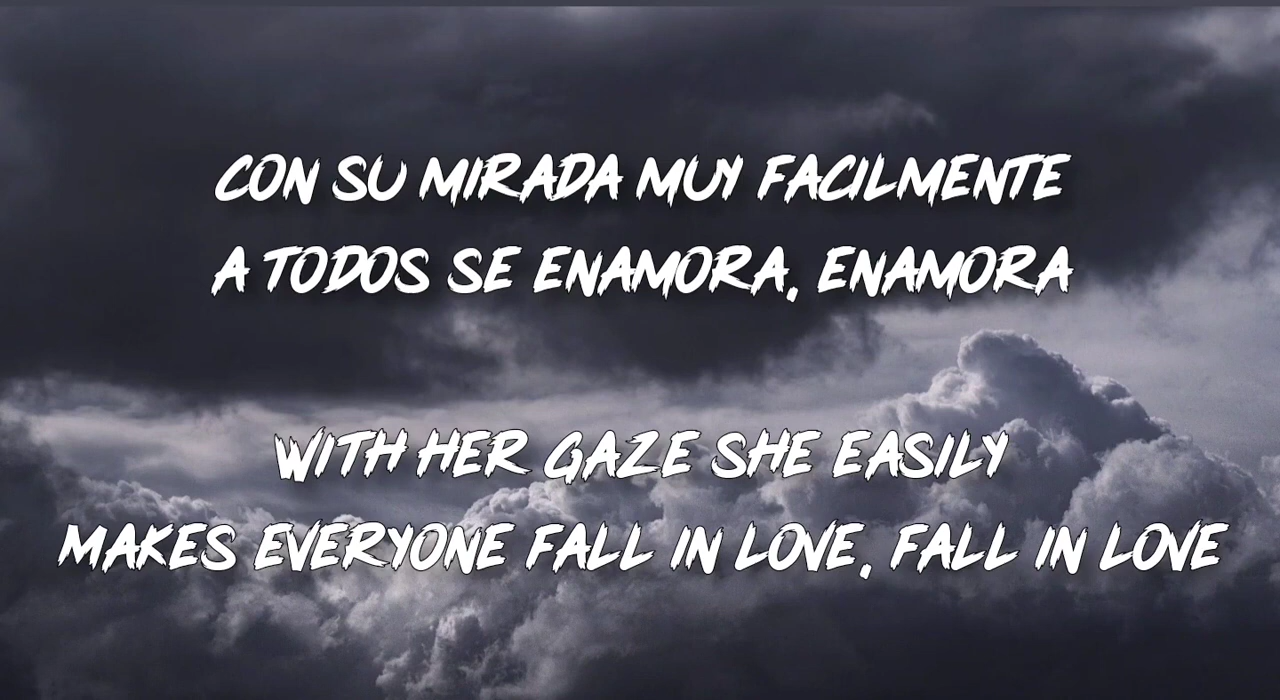 CON SU MIRADA MUY FACILMENTE
A TODOS SE ENAMORA, ENAMORA
WITH HER GAZE SHE EASILY
MAKES EVERYONE FALL IN LOVE, FALL IN LOVE